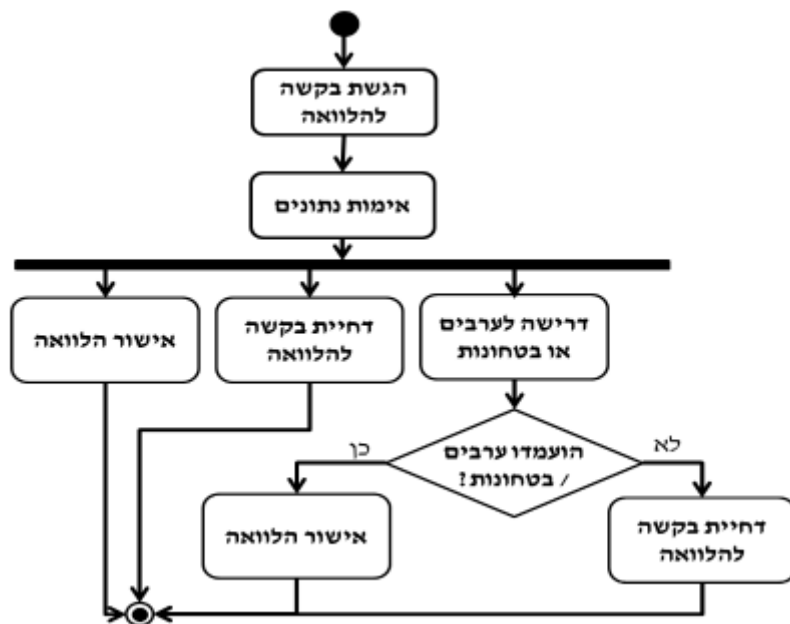 הגשת בקשה
להלוואה
אימות נתונים
דרישה לערבים
או בטחונות
דחיית בקשה
להלוואה
אישור הלוואה
הועמדו ערבים
/ בטחונות?
לא
כן
דחיית בקשה
להלוואה
אישור הלוואה